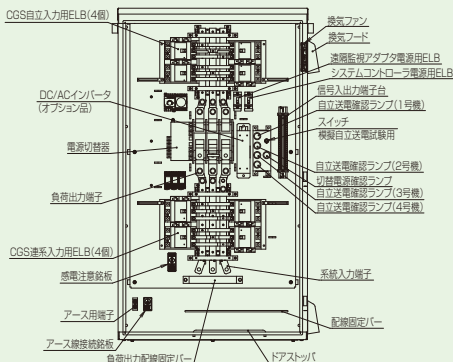 CGS自立入力用ELB(4個)
換気ファン
換気フード
遠隔監視アダプタ電源用ELB
システムコントローラ電源用ELB
DC/ACインバータ
(オプション品)
信号入出力端子台
自立送電確認ランプ(1号機)
スイッチ
模擬自立送電試験用
電源切替器
自立送電確認ランプ(2号機)
切替電源確認ランプ
負荷出力端子
自立送電確認ランプ(3号機)
自立送電確認ランプ(4号機)
CGS連系入力用ELB(4個)
感電注意銘板
系統入力端子
アース用端子
配線固定バー
アース線接続銘板
負荷出力配線固定バー
ドアストッパ